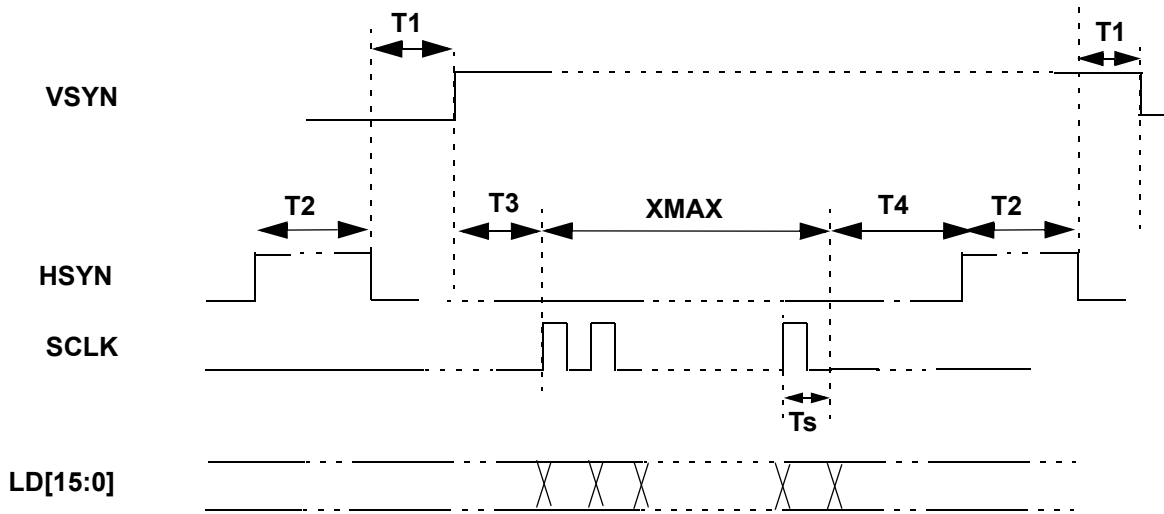 T1
T1
VSYN
T2
T3
XMAX
T4
T2
HSYN
SCLK
Ts
LD[15:0]